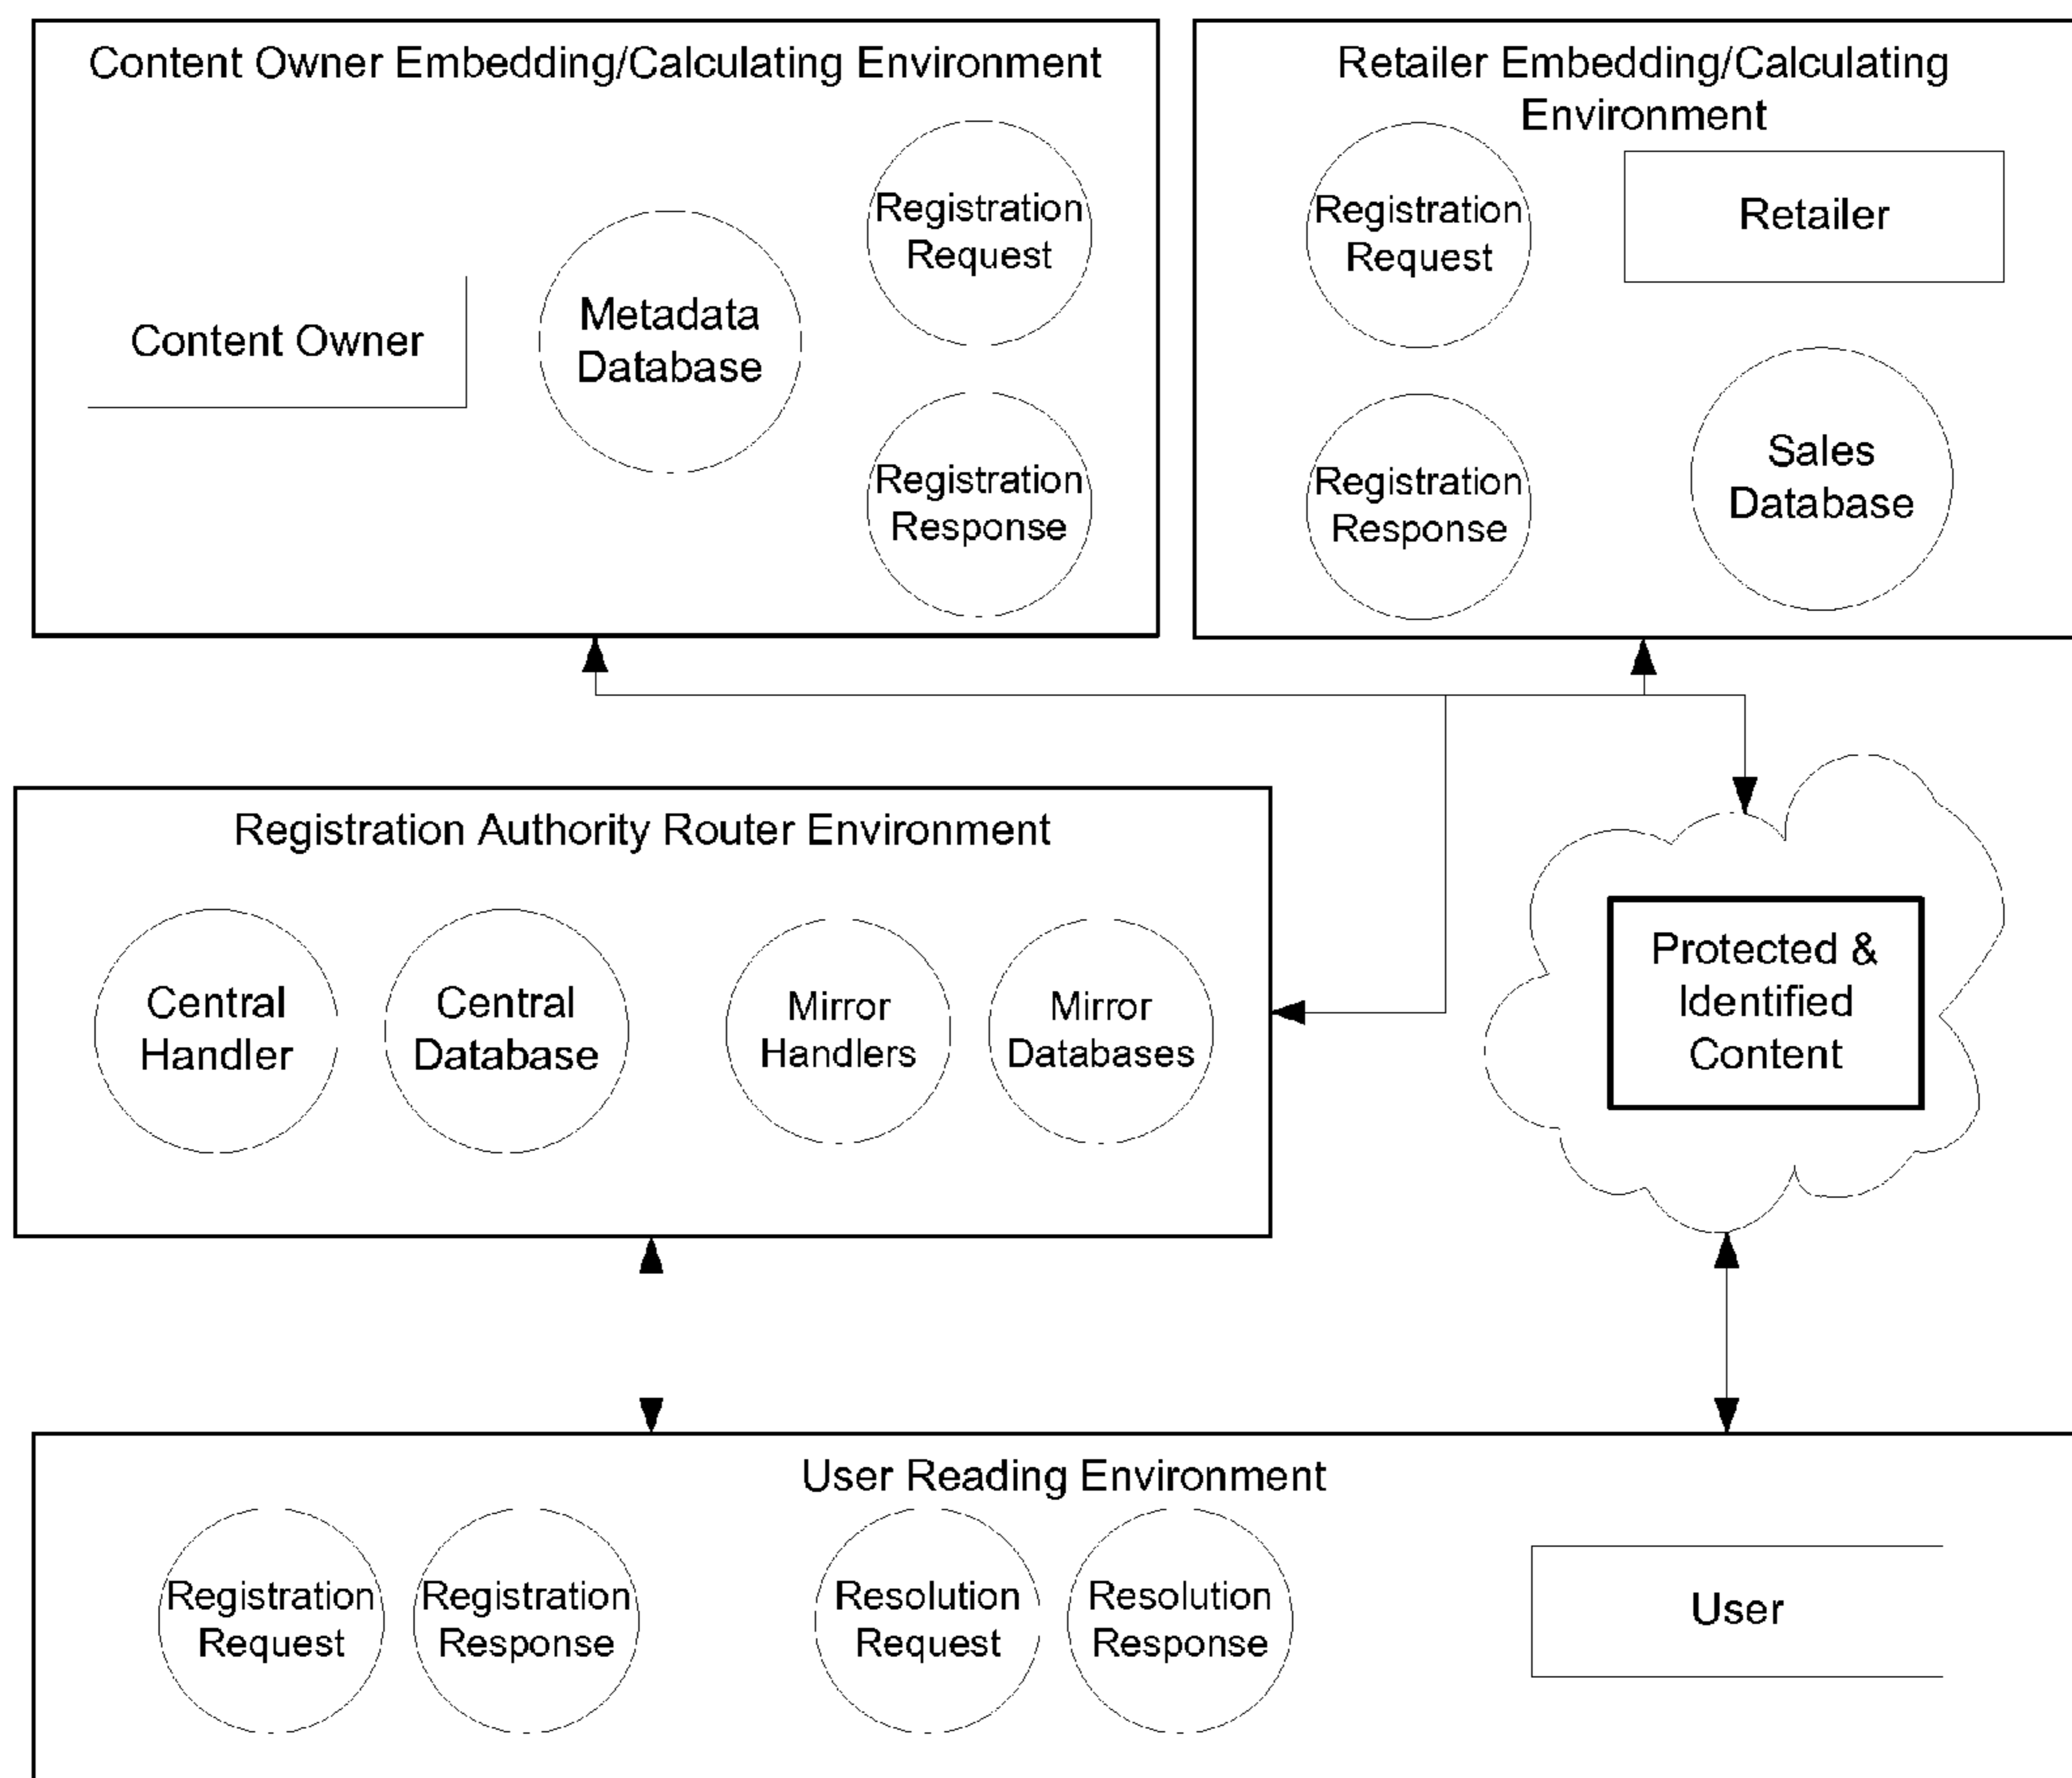 Content Owner Embedding/Calculating Environment
Content Owner
Metadata
Database
Registration
Request
Registration
Response
Retailer Embedding/Calculating
Environment
Registration
Request
Retailer
Registration
Response
Sales
Database
Registration Authority Router Environment
Central
Handler
Central
Database
Mirror
Handlers
Mirror
Databases
Protected &
Identified
Content
User Reading Environment
Registration
Request
Registration
Response
Resolution
Request
Resolution
Response
User